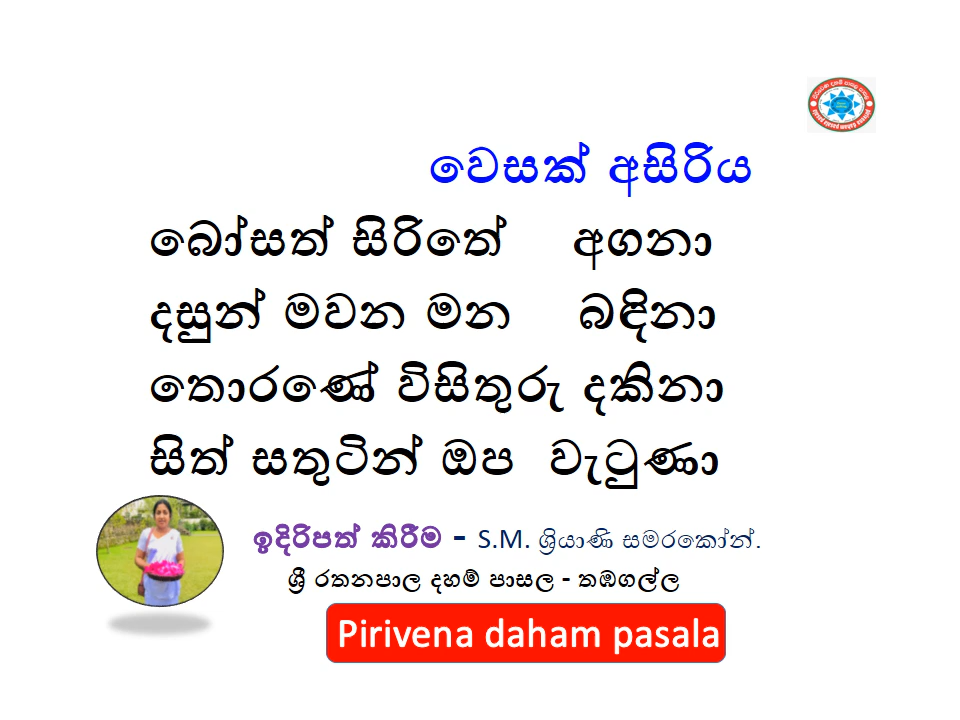 වෙසක් අසිරිය
බෝසත් සිරිතේ අගනා
දසුන් මවන මන බඳිනා
තොරණේ විසිතුරු දකිනා
සිත් සතුටින් ඔප වැටුණා
ඉදිරිපත් කිරීම - S.M. ශ්‍රියාණි සමරකෝන්.
ශ්‍රී රතනපාල දහම් පාසල - තඹගල්ල
Pirivena daham pasala